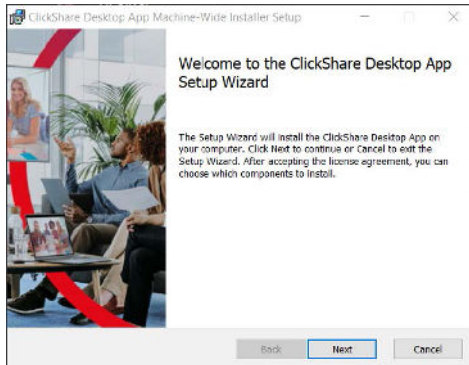 ClickShare Desktop App Machine-Wide Installer Setup
Welcome to the ClickShare Desktop App
Setup Wizard
The Setup Wizard will install the ClickShare Desktop App on
your computer. Click Next to continue or Cancel to exit the
Setup Wizard. After accepting the license agreement, you can
choose which components to install.
Back Next Cancel